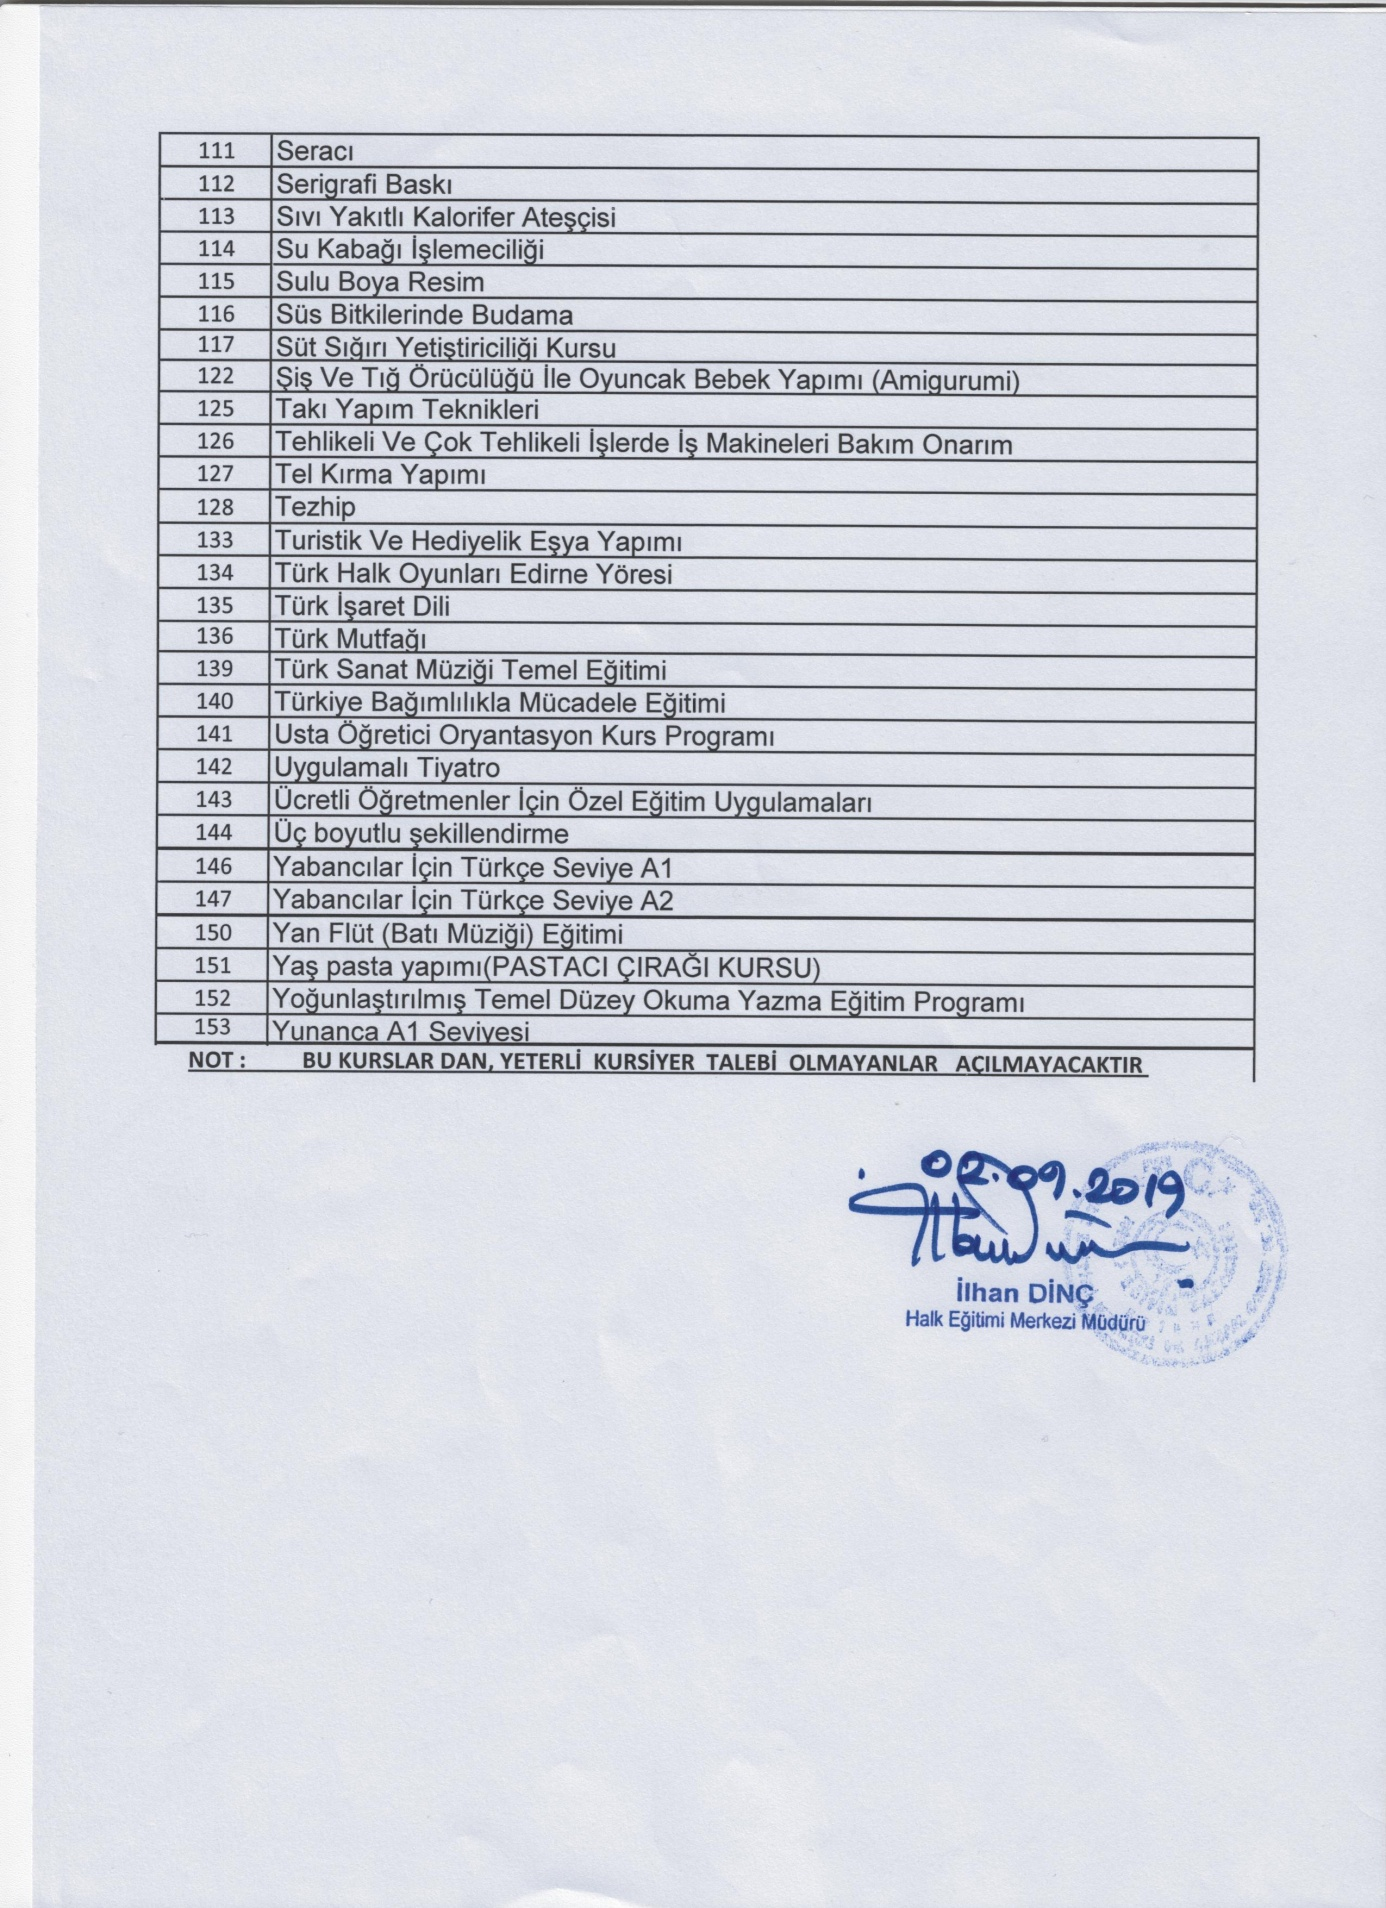 111 Seracı
112 Serigrafi Baskı
113 Sıvı Yakıtlı Kalorifer Ateşçisi
114 Su Kabağı İşlemeciliği
115 Sulu Boya Resim
116 Süs Bitkilerinde Budama
117 Süt Sığırı Yetiştiriciliği Kursu
122 Şiş Ve Tığ Örücülüğü İle Oyuncak Bebek Yapımı (Amigurumi)
125 Takı Yapım Teknikleri
126 Tehlikeli Ve Çok Tehlikeli İşlerde İş Makineleri Bakım Onarım
127 Tel Kırma Yapımı
128 Tezhip
133 Turistik Ve Hediyelik Eşya Yapımı
134 Türk Halk Oyunları Edirne Yöresi
135 Türk İşaret Dili
136 Türk Mutfağı
139 Türk Sanat Müziği Temel Eğitimi
140 Türkiye Bağımlılıkla Mücadele Eğitimi
141 Usta Öğretici Oryantasyon Kurs Programı
142 Uygulamalı Tiyatro
143 Ücretli Öğretmenler İçin Özel Eğitim Uygulamaları
144 Üç boyutlu şekillendirme
146 Yabancılar İçin Türkçe Seviye A1
147 Yabancılar İçin Türkçe Seviye A2
150 Yan Flüt (Batı Müziği) Eğitimi
151 Yaş pasta yapımı(PASTACI ÇIRAĞI KURSU)
152 Yoğunlaştırılmış Temel Düzey Okuma Yazma Eğitim Programı
153 Yunanca A1 Seviyesi
NOT : BU KURSLAR DAN, YETERLİ KURSİYER TALEBİ OLMAYANLAR AÇILMAYACAKTIR
02.09.2019
T.C.
İlhan DİNÇ
Halk Eğitimi Merkezi Müdürü